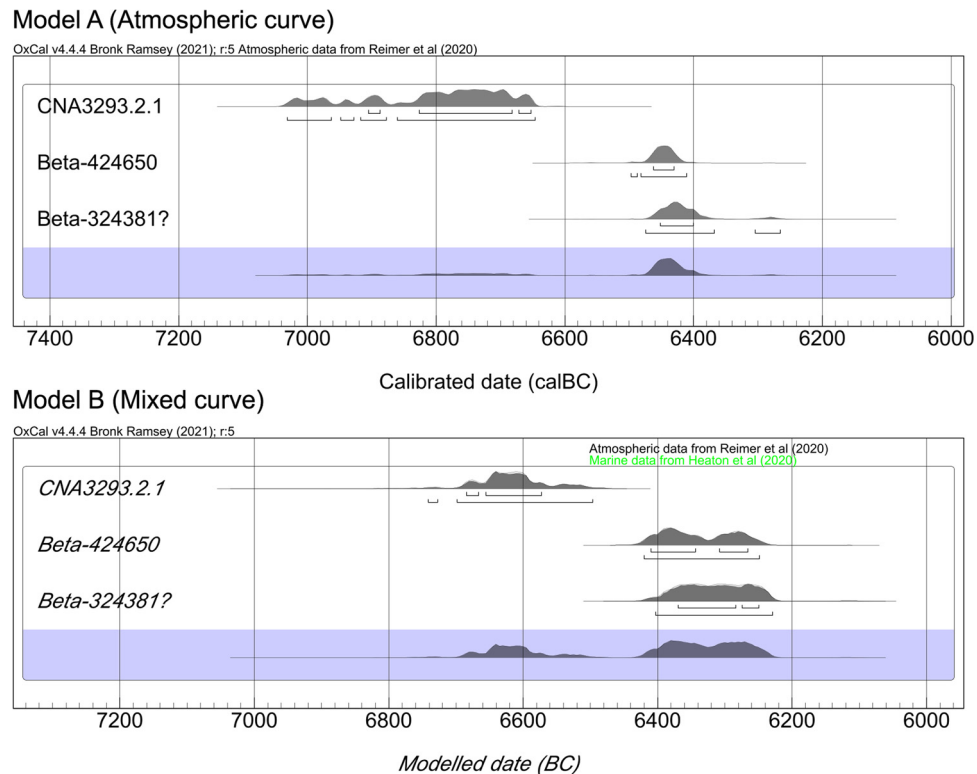 Model A (Atmospheric curve)
OxCal v4.4.4 Bronk Ramsey (2021); r:5 Atmospheric data from Reimer et al (2020)
CNA3293.2.1
Beta-424650
Beta-324381?
7400 7200 7000 6800 6600 6400 6200 6000
Calibrated date (calBC)
Model B (Mixed curve)
OxCal v4.4.4 Bronk Ramsey (2021); r:5
Atmospheric data from Reimer et al (2020)
Marine data from Heaton et al (2020)
CNA3293.2.1
Beta-424650
Beta-324381?
7200 7000 6800 6600 6400 6200 6000
Modelled date (BC)